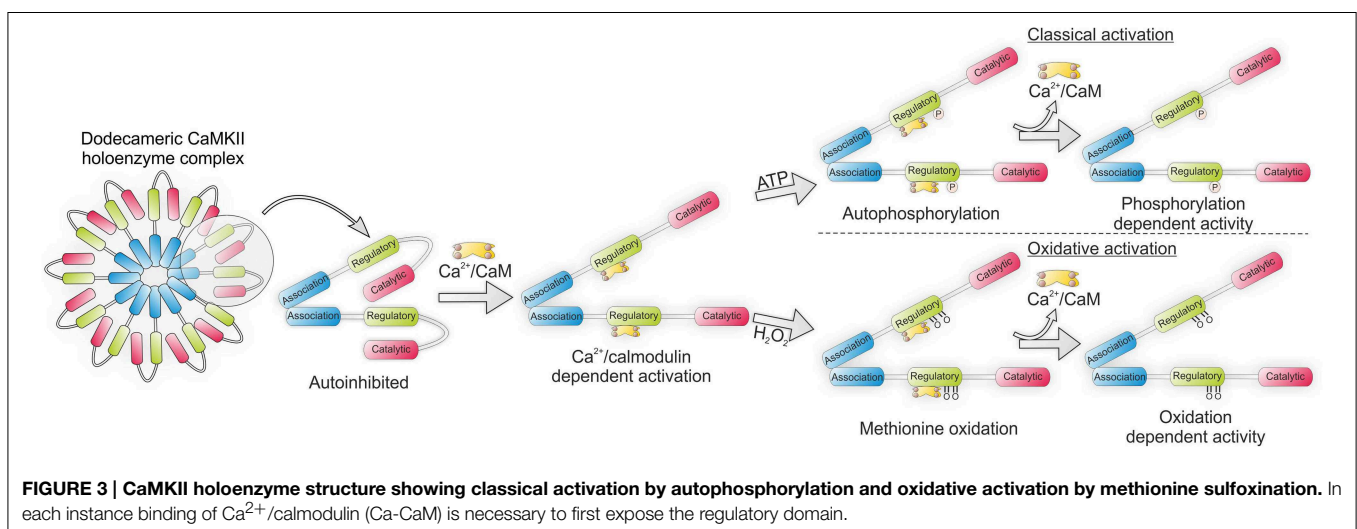 Dodecameric CaMKII
holoenzyme complex
Association
Regulatory
Catalytic
Association
Regulatory
Catalytic
Autoinhibited
Ca²⁺/CaM
Association
Regulatory
Catalytic
Association
Regulatory
Catalytic
Ca²⁺/calmodulin
dependent activation
ATP
H₂O₂
Classical activation
Association
Regulatory
P
Catalytic
Association
Regulatory
P
Catalytic
Autophosphorylation
Ca²⁺/CaM
Association
Regulatory
P
Catalytic
Association
Regulatory
P
Catalytic
Phosphorylation
dependent activity
Oxidative activation
Association
Regulatory
O O
Catalytic
Association
Regulatory
O O
Catalytic
Methionine oxidation
Ca²⁺/CaM
Association
Regulatory
O O
Catalytic
Association
Regulatory
O O
Catalytic
Oxidation
dependent activity
FIGURE 3 | CaMKII holoenzyme structure showing classical activation by autophosphorylation and oxidative activation by methionine sulfoxination. In
each instance binding of Ca²⁺/calmodulin (Ca-CaM) is necessary to first expose the regulatory domain.